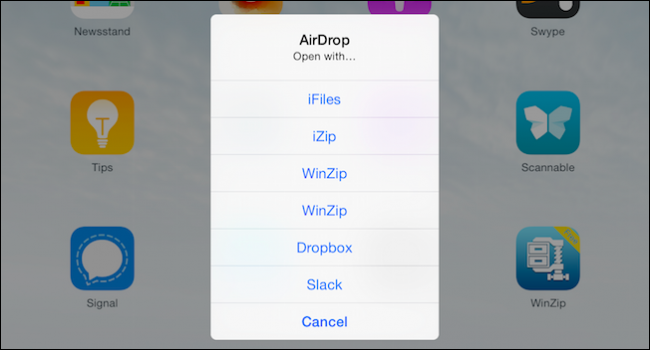 Newsstand
Swype
AirDrop
Open with...
iFiles
iZip
WinZip
WinZip
Dropbox
Slack
Cancel
Tips
Scannable
Signal
WinZip